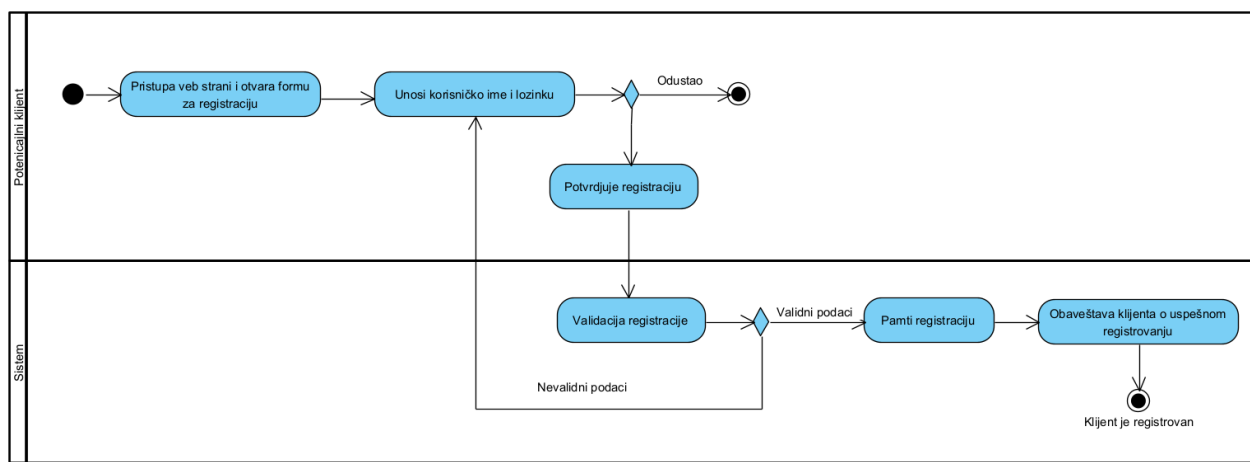 Potenicajlni klijent
Pristupa veb strani i otvara formu
za registraciju
Unosi korisničko ime i lozinku
Odustao
Potvrdjuje registraciju
Sistem
Validacija registracije
Validni podaci
Pamti registraciju
Obaveštava klijenta o uspešnom
registrovanju
Nevalidni podaci
Klijent je registrovan